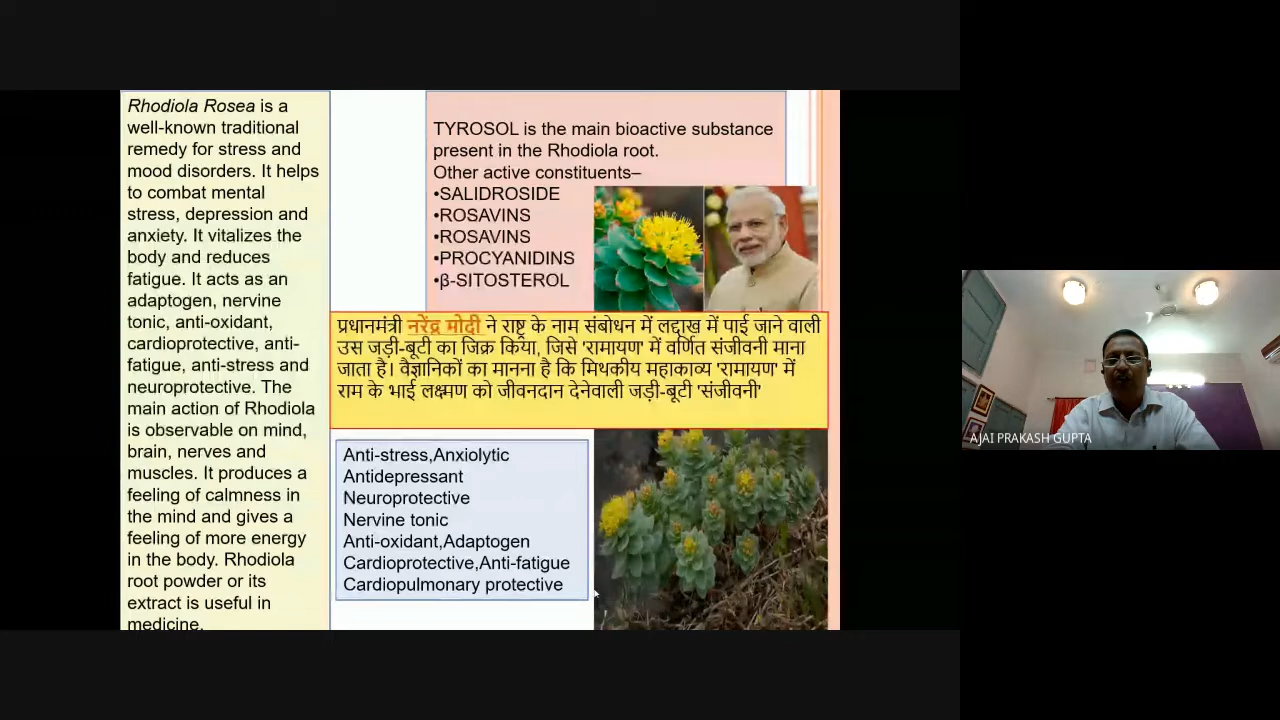 Rhodiola Rosea is a
well-known traditional
remedy for stress and
mood disorders. It helps
to combat mental
stress, depression and
anxiety. It vitalizes the
body and reduces
fatigue. It acts as an
adaptogen, nervine
tonic, anti-oxidant,
cardioprotective, anti-
fatigue, anti-stress and
neuroprotective. The
main action of Rhodiola
is observable on mind,
brain, nerves and
muscles. It produces a
feeling of calmness in
the mind and gives a
feeling of more energy
in the body. Rhodiola
root powder or its
extract is useful in
medicine.
TYROSOL is the main bioactive substance
present in the Rhodiola root.
Other active constituents–
•SALIDROSIDE
•ROSAVINS
•ROSAVINS
•PROCYANIDINS
•β-SITOSTEROL
प्रधानमंत्री नरेंद्र मोदी ने राष्ट्र के नाम संबोधन में लद्दाख में पाई जाने वाली
उस जड़ी-बूटी का जिक्र किया, जिसे 'रामायण' में वर्णित संजीवनी माना
जाता है। वैज्ञानिकों का मानना है कि मिथकीय महाकाव्य 'रामायण' में
राम के भाई लक्ष्मण को जीवनदान देनेवाली जड़ी-बूटी 'संजीवनी'
Anti-stress,Anxiolytic
Antidepressant
Neuroprotective
Nervine tonic
Anti-oxidant,Adaptogen
Cardioprotective,Anti-fatigue
Cardiopulmonary protective
AJAI PRAKASH GUPTA